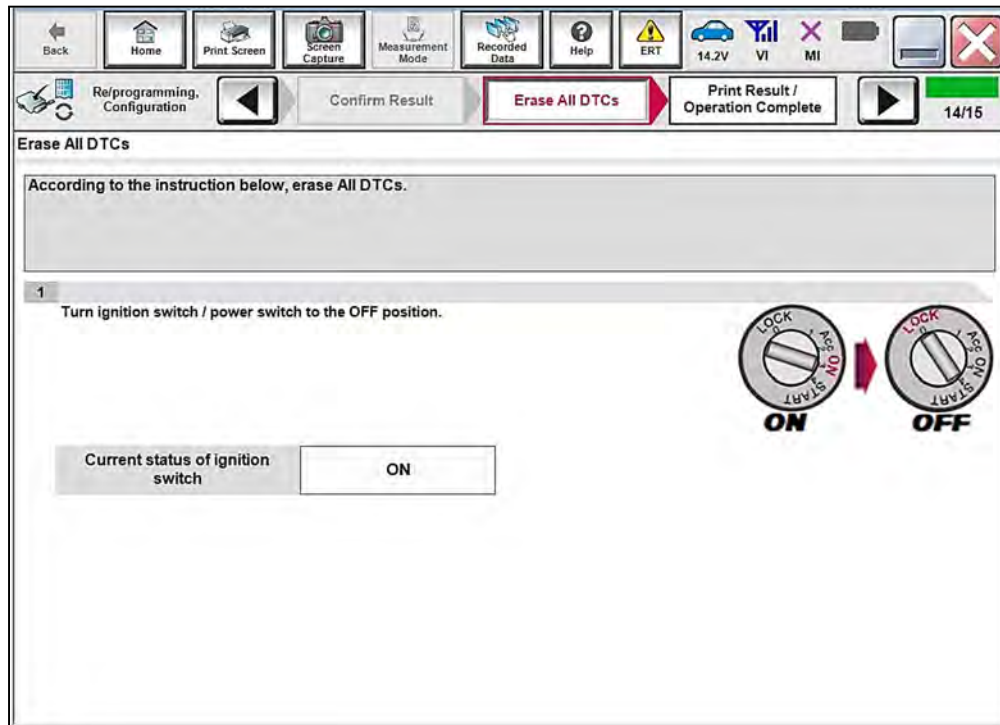 Back
Home
Print Screen
Screen
Capture
Measurement
Mode
Recorded
Data
Help
ERT
14.2V
VI
MI
Re/programming,
Configuration
Confirm Result
Erase All DTCs
Print Result /
Operation Complete
14/15
Erase All DTCs
According to the instruction below, erase All DTCs.
1
Turn ignition switch / power switch to the OFF position.
LOCK
Acc
ON
START
ON
LOCK
Acc
ON
START
OFF
Current status of ignition
switch
ON